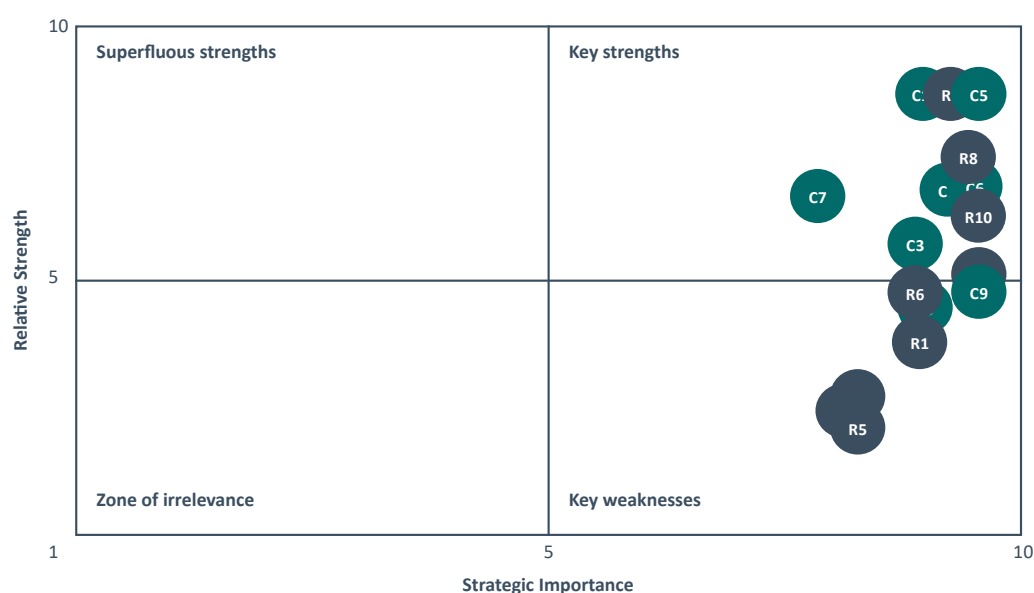 10
Superfluous strengths
Key strengths
C5
R8
C7
R10
C3
Relative Strength
5
C9
R6
R1
R5
Zone of irrelevance
Key weaknesses
1
5
10
Strategic Importance